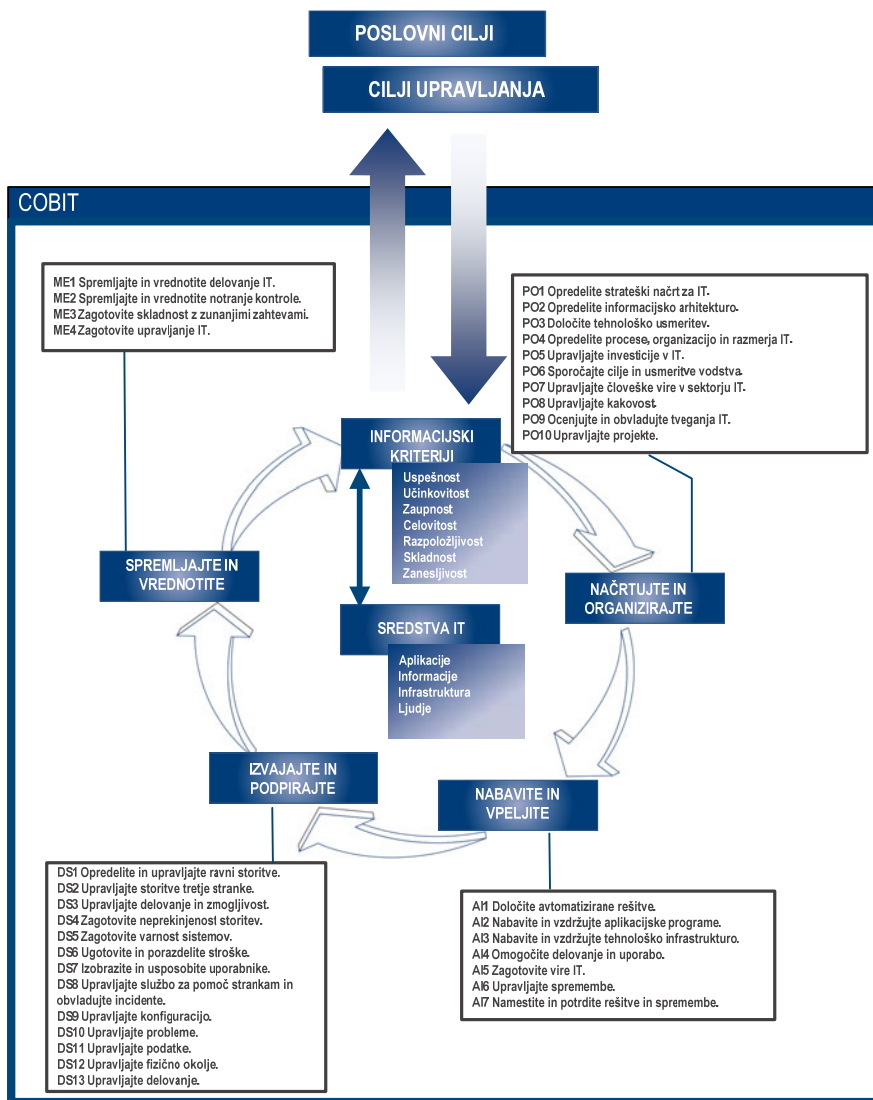 POSLOVNI CILJI
CILJI UPRAVLJANJA
COBIT
ME1 Spremljajte in vrednotite delovanje IT.
ME2 Spremljajte in vrednotite notranje kontrole.
ME3 Zagotovite skladnost z zunanjimi zahtevami.
ME4 Zagotovite upravljanje IT.
PO1 Opredelite strateški načrt za IT.
PO2 Opredelite informacijsko arhitekturo.
PO3 Določite tehnološko usmeritev.
PO4 Opredelite procese, organizacijo in razmerja IT.
PO5 Upravljajte investicije v IT.
PO6 Sporočajte cilje in usmeritve vodstva.
PO7 Upravljajte človeške vire v sektorju IT.
PO8 Upravljajte kakovost.
PO9 Ocenjujte in obvladujte tveganja IT.
PO10 Upravljajte projekte.
INFORMACIJSKI
KRITERIJI
Uspešnost
Učinkovitost
Zaupnost
Celovitost
Razpoložljivost
Skladnost
Zanesljivost
SPREMLJAJTE IN
VREDNOTITE
NAČRTUJTE IN
ORGANIZIRAJTE
SREDSTVA IT
Aplikacije
Informacije
Infrastruktura
Ljudje
IZVAJAJTE IN
PODPIRAJTE
NABAVITE IN
VPELJITE
DS1 Opredelite in upravljajte ravni storitve.
DS2 Upravljajte storitve tretje stranke.
DS3 Upravljajte delovanje in zmogljivost.
DS4 Zagotovite neprekinjenost storitev.
DS5 Zagotovite varnost sistemov.
DS6 Ugotovite in porazdelite stroške.
DS7 Izobrazite in usposobite uporabnike.
DS8 Upravljajte službo za pomoč strankam in
obvladujte incidente.
DS9 Upravljajte konfiguracijo.
DS10 Upravljajte probleme.
DS11 Upravljajte podatke.
DS12 Upravljajte fizično okolje.
DS13 Upravljajte delovanje.
AI1 Določite avtomatizirane rešitve.
AI2 Nabavite in vzdržujte aplikacijske programe.
AI3 Nabavite in vzdržujte tehnološko infrastrukturo.
AI4 Omogočite delovanje in uporabo.
AI5 Zagotovite vire IT.
AI6 Upravljajte spremembe.
AI7 Namestite in potrdite rešitve in spremembe.